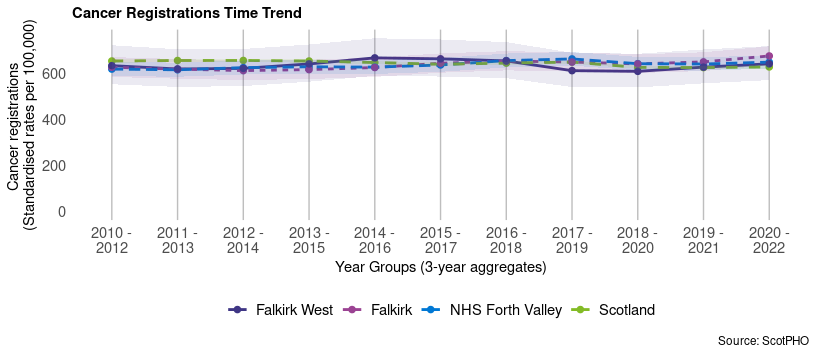 Cancer Registrations Time Trend
Cancer registrations
(Standardised rates per 100,000)
600
400
200
0
2010 - 2012
2011 - 2013
2012 - 2014
2013 - 2015
2014 - 2016
2015 - 2017
2016 - 2018
2017 - 2019
2018 - 2020
2019 - 2021
2020 - 2022
Year Groups (3-year aggregates)
Falkirk West
Falkirk
NHS Forth Valley
Scotland
Source: ScotPHO